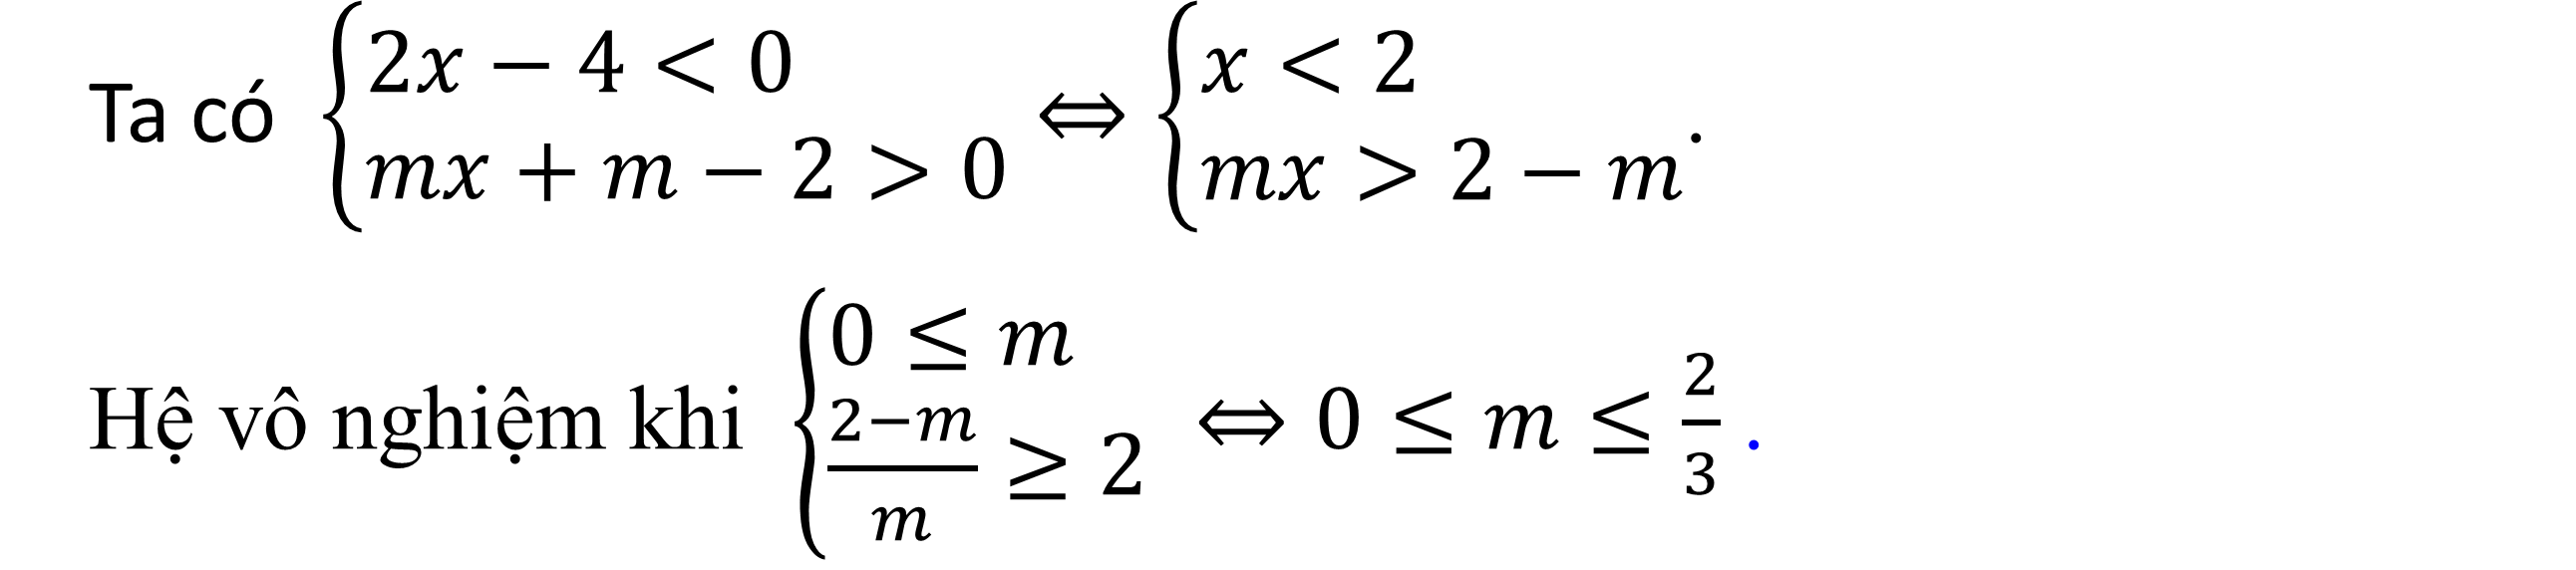 Ta có {2x − 4 < 0 mx + m − 2 > 0 ⇔ {x < 2 mx > 2 − m.
Hệ vô nghiệm khi {0 ≤ m (2−m)/m ≥ 2 ⇔ 0 ≤ m ≤ 2/3 .